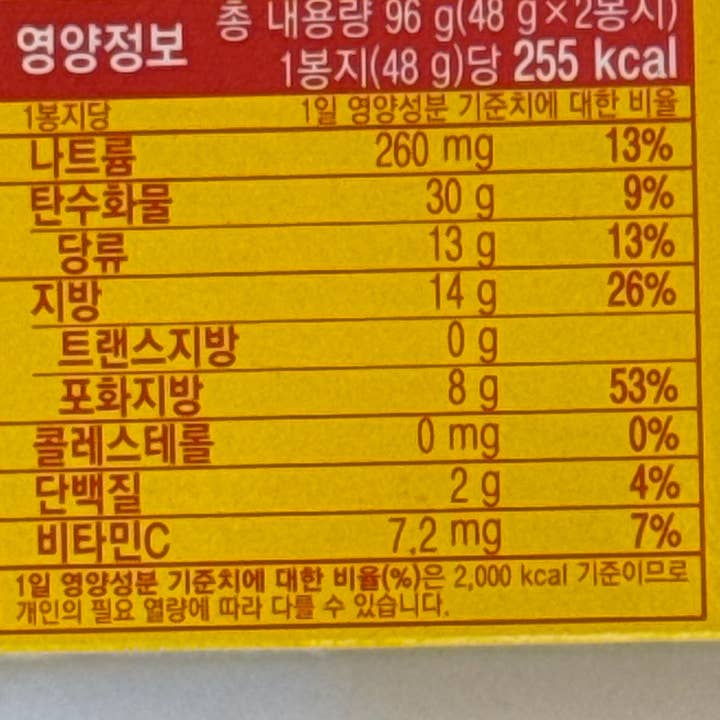 영양정보
총 내용량 96 g(48 g×2봉지)
1봉지(48 g)당 255 kcal
1봉지당 1일 영양성분 기준치에 대한 비율
나트륨 260 mg 13%
탄수화물 30 g 9%
당류 13 g 13%
지방 14 g 26%
트랜스지방 0 g
포화지방 8 g 53%
콜레스테롤 0 mg 0%
단백질 2 g 4%
비타민C 7.2 mg 7%
1일 영양성분 기준치에 대한 비율(%)은 2,000 kcal 기준이므로
개인의 필요 열량에 따라 다를 수 있습니다.